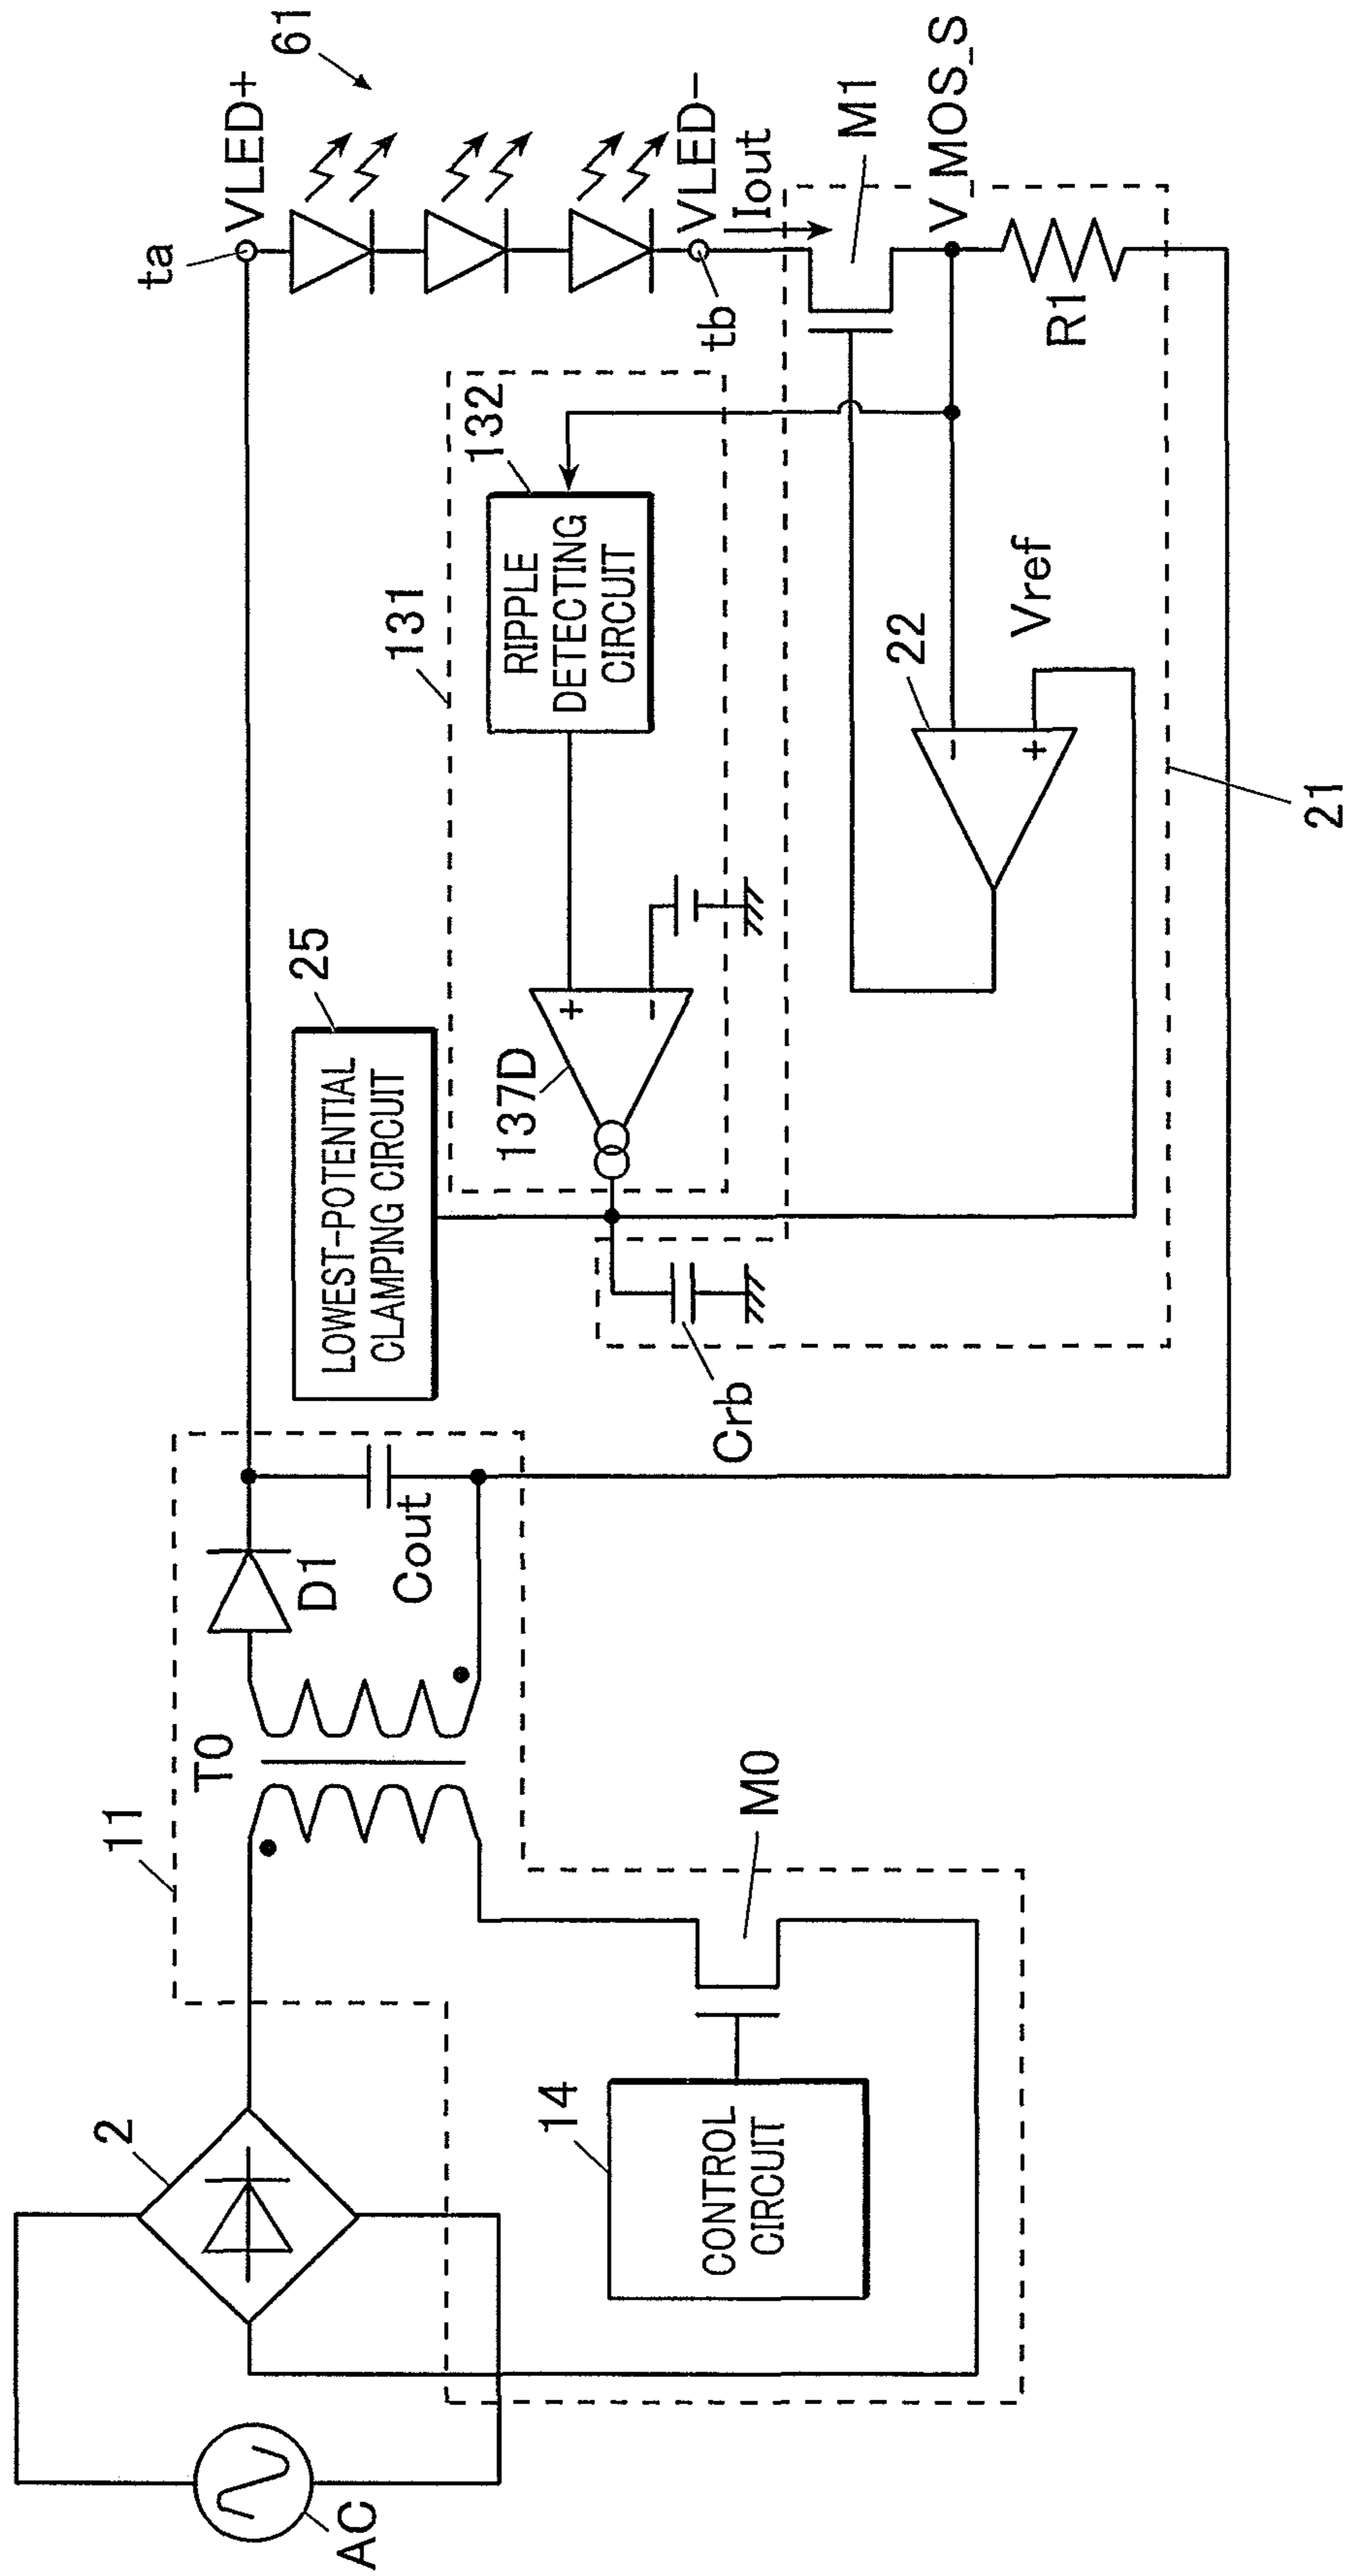 AC
2
11
T0
D1
Cout
M0
14
CONTROL
CIRCUIT
25
LOWEST-POTENTIAL
CLAMPING CIRCUIT
Crb
131
132
RIPPLE
DETECTING
CIRCUIT
137D
+
-
22
-
+
Vref
21
ta
VLED+
61
VLED-
tb
Iout
M1
V_MOS_S
R1